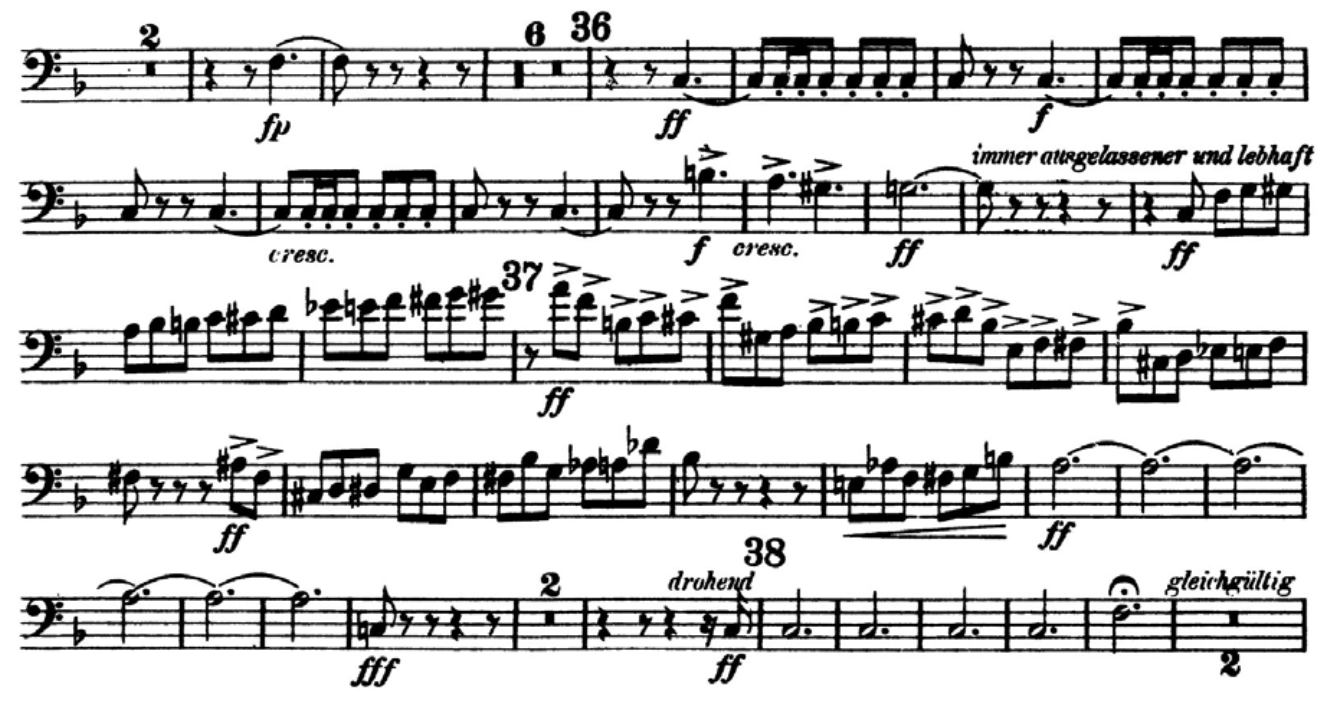 2 6 36
fp ff f
immer ausgelassener und lebhaft
cresc. f cresc. ff ff
37
ff
ff ff
38
2 drohend gleichgültig
fff ff 2